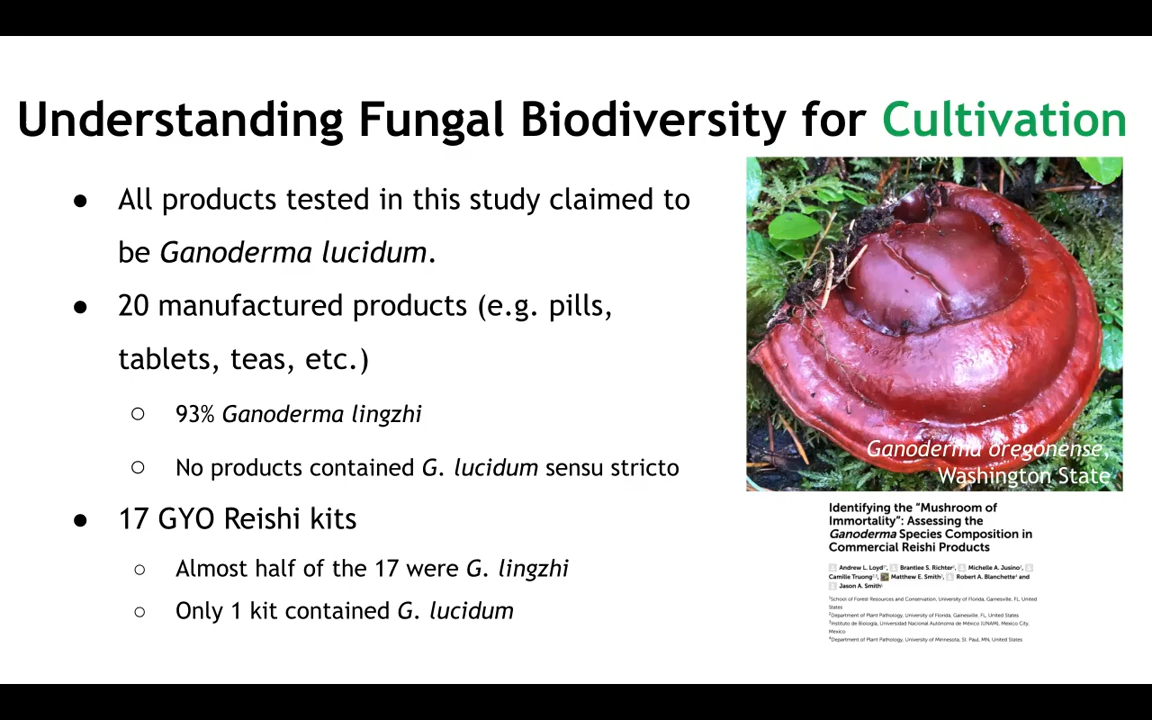 Understanding Fungal Biodiversity for Cultivation
● All products tested in this study claimed to
be Ganoderma lucidum.
● 20 manufactured products (e.g. pills,
tablets, teas, etc.)
○ 93% Ganoderma lingzhi
○ No products contained G. lucidum sensu stricto
● 17 GYO Reishi kits
○ Almost half of the 17 were G. lingzhi
○ Only 1 kit contained G. lucidum
Ganoderma oregonense,
Washington State
Identifying the “Mushroom of
Immortality”: Assessing the
Ganoderma Species Composition in
Commercial Reishi Products
Andrew L. Loyd¹*, Brantlee S. Richter², Michelle A. Jusino²,
Camille Truong²,³, Matthew E. Smith², Robert A. Blanchette⁴ and
Jason A. Smith¹
¹School of Forest Resources and Conservation, University of Florida, Gainesville, FL, United
States
²Department of Plant Pathology, University of Florida, Gainesville, FL, United States
³Instituto de Biología, Universidad Nacional Autónoma de México (UNAM), Mexico City,
Mexico
⁴Department of Plant Pathology, University of Minnesota, St. Paul, MN, United States